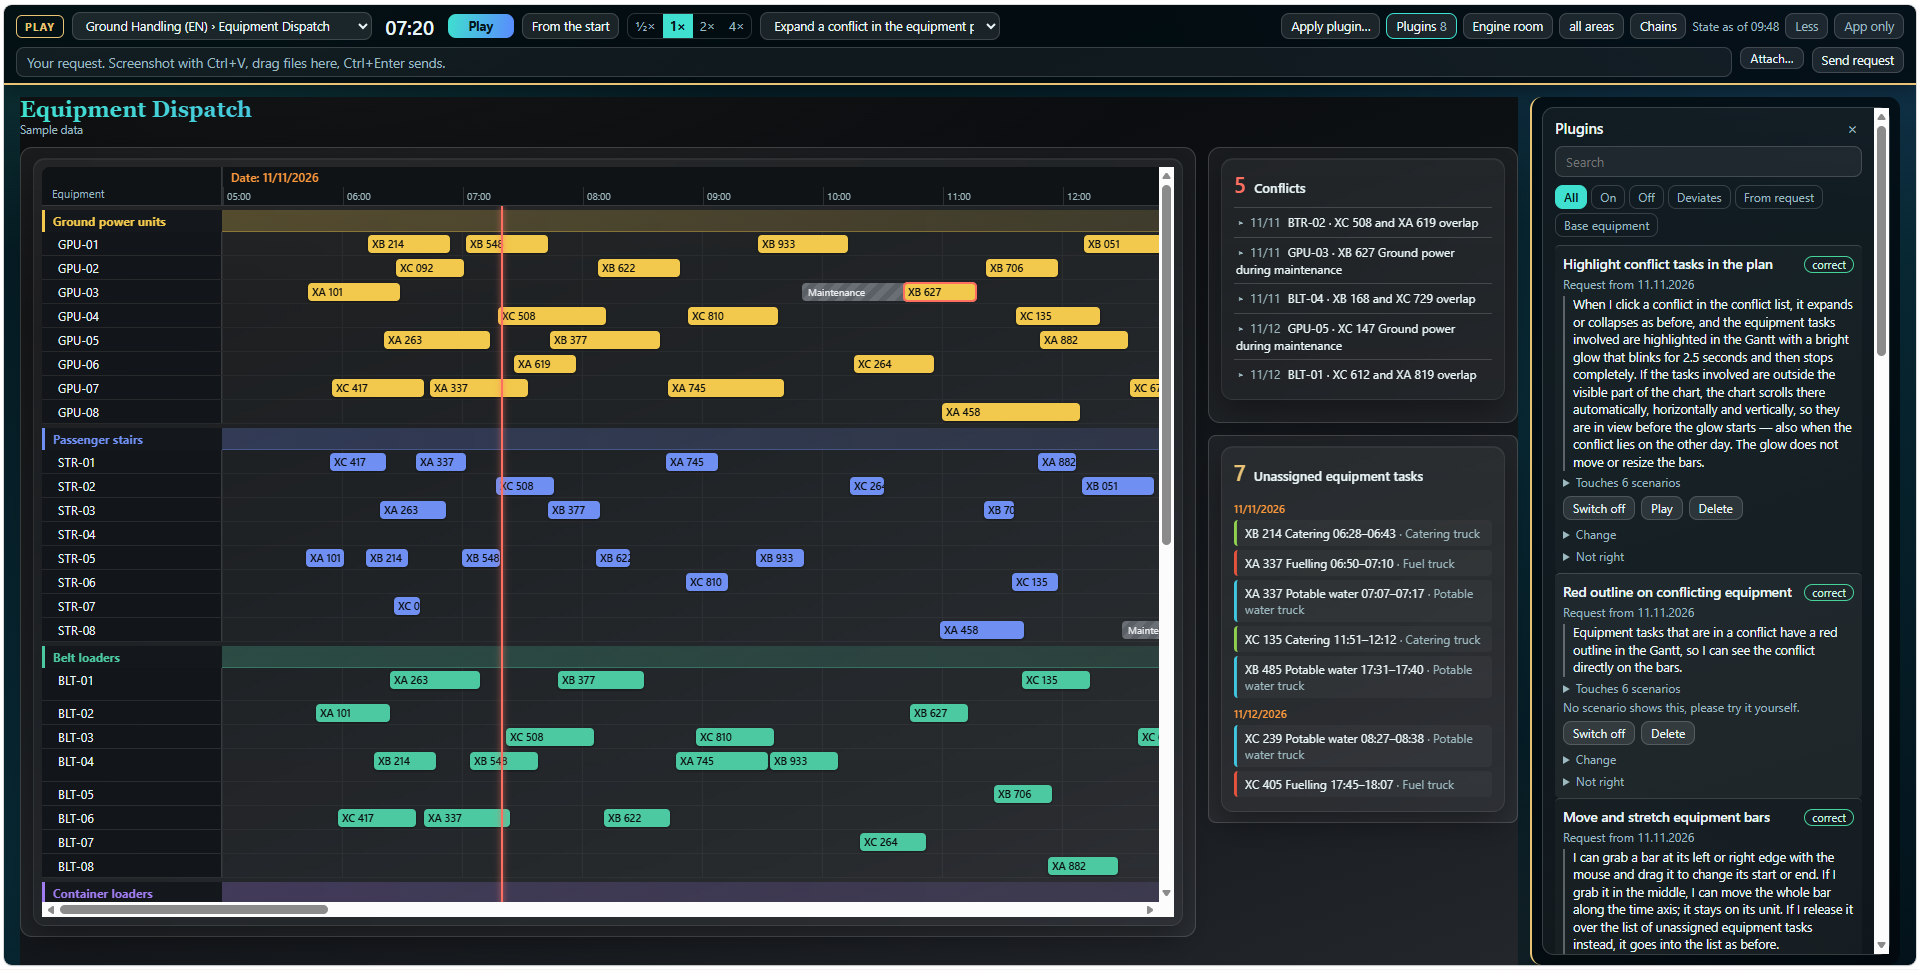 PLAY
Ground Handling (EN) › Equipment Dispatch
07:20
Play
From the start
½×
1×
2×
4×
Expand a conflict in the equipment p
Apply plugin...
Plugins 8
Engine room
all areas
Chains
State as of 09:48
Less
App only
Your request. Screenshot with Ctrl+V, drag files here, Ctrl+Enter sends.
Attach...
Send request
Equipment Dispatch
Sample data
Date: 11/11/2026
Equipment
05:00 06:00 07:00 08:00 09:00 10:00 11:00 12:00
Ground power units
GPU-01 XB 214 XB 548 XB 933 XB 051
GPU-02 XC 092 XB 622 XB 706
GPU-03 XA 101 Maintenance XB 627
GPU-04 XC 508 XC 810 XC 135
GPU-05 XA 263 XB 377 XA 882
GPU-06 XA 619 XC 264
GPU-07 XC 417 XA 337 XA 745 XC 67
GPU-08 XA 458
Passenger stairs
STR-01 XC 417 XA 337 XA 745 XA 882
STR-02 XC 508 XC 264 XB 051
STR-03 XA 263 XB 377 XB 70
STR-04
STR-05 XA 101 XB 214 XB 548 XB 622 XB 933
STR-06 XC 810 XC 135
STR-07 XC 0
STR-08 XA 458 Mainte
Belt loaders
BLT-01 XA 263 XB 377 XC 135
BLT-02 XA 101 XB 627
BLT-03 XC 508 XC 810 XC
BLT-04 XB 214 XB 548 XA 745 XB 933
BLT-05 XB 706
BLT-06 XC 417 XA 337 XB 622
BLT-07 XC 264
BLT-08 XA 882
Container loaders
5 Conflicts
11/11 BTR-02 · XC 508 and XA 619 overlap
11/11 GPU-03 · XB 627 Ground power
during maintenance
11/11 BLT-04 · XB 168 and XC 729 overlap
11/12 GPU-05 · XC 147 Ground power
during maintenance
11/12 BLT-01 · XC 612 and XA 819 overlap
7 Unassigned equipment tasks
11/11/2026
XB 214 Catering 06:28–06:43 · Catering truck
XA 337 Fuelling 06:50–07:10 · Fuel truck
XA 337 Potable water 07:07–07:17 · Potable
water truck
XC 135 Catering 11:51–12:12 · Catering truck
XB 485 Potable water 17:31–17:40 · Potable
water truck
11/12/2026
XC 239 Potable water 08:27–08:38 · Potable
water truck
XC 405 Fuelling 17:45–18:07 · Fuel truck
Plugins
×
Search
All
On
Off
Deviates
From request
Base equipment
Highlight conflict tasks in the plan
correct
Request from 11.11.2026
When I click a conflict in the conflict list, it expands
or collapses as before, and the equipment tasks
involved are highlighted in the Gantt with a bright
glow that blinks for 2.5 seconds and then stops
completely. If the tasks involved are outside the
visible part of the chart, the chart scrolls there
automatically, horizontally and vertically, so they
are in view before the glow starts — also when the
conflict lies on the other day. The glow does not
move or resize the bars.
Touches 6 scenarios
Switch off
Play
Delete
Change
Not right
Red outline on conflicting equipment
correct
Request from 11.11.2026
Equipment tasks that are in a conflict have a red
outline in the Gantt, so I can see the conflict
directly on the bars.
Touches 6 scenarios
No scenario shows this, please try it yourself.
Switch off
Delete
Change
Not right
Move and stretch equipment bars
correct
Request from 11.11.2026
I can grab a bar at its left or right edge with the
mouse and drag it to change its start or end. If I
grab it in the middle, I can move the whole bar
along the time axis; it stays on its unit. If I release it
over the list of unassigned equipment tasks
instead, it goes into the list as before.